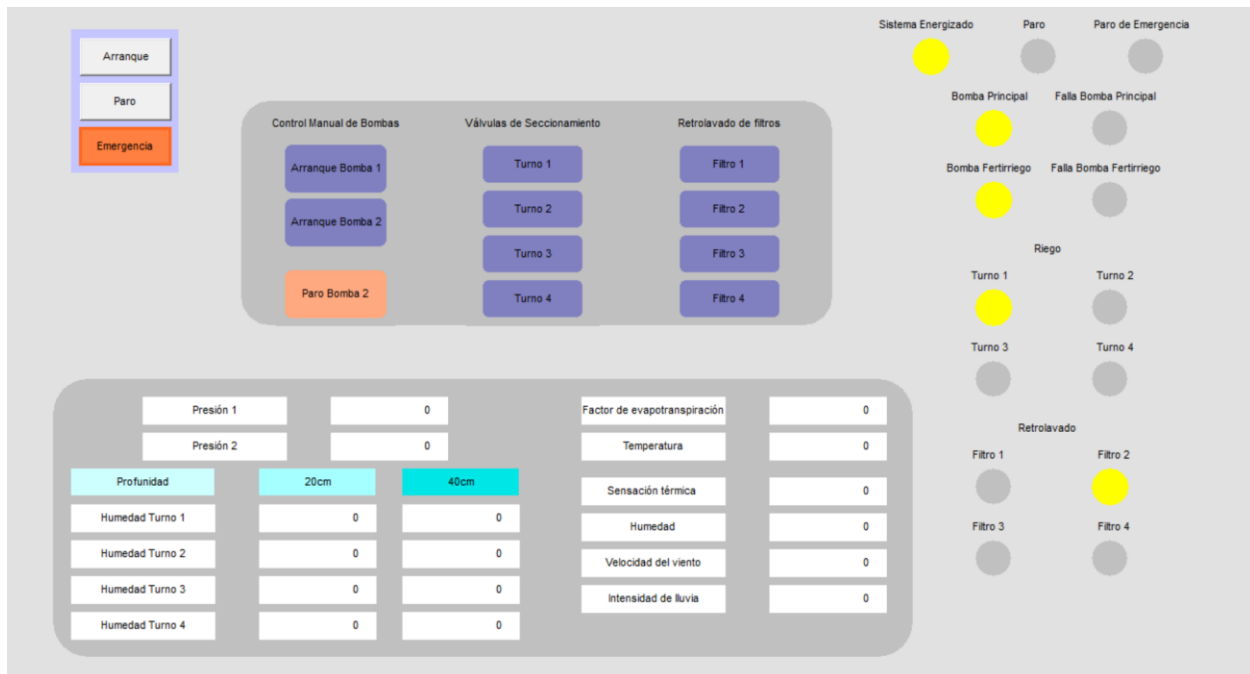 Arranque
Paro
Emergencia
Control Manual de Bombas
Arranque Bomba 1
Arranque Bomba 2
Paro Bomba 2
Válvulas de Seccionamiento
Turno 1
Turno 2
Turno 3
Turno 4
Retrolavado de filtros
Filtro 1
Filtro 2
Filtro 3
Filtro 4
Sistema Energizado Paro Paro de Emergencia
Bomba Principal Falla Bomba Principal
Bomba Fertirriego Falla Bomba Fertirriego
Riego
Turno 1 Turno 2
Turno 3 Turno 4
Retrolavado
Filtro 1 Filtro 2
Filtro 3 Filtro 4
Presión 1 0
Presión 2 0
Profunidad 20cm 40cm
Humedad Turno 1 0 0
Humedad Turno 2 0 0
Humedad Turno 3 0 0
Humedad Turno 4 0 0
Factor de evapotranspiración 0
Temperatura 0
Sensación térmica 0
Humedad 0
Velocidad del viento 0
Intensidad de lluvia 0